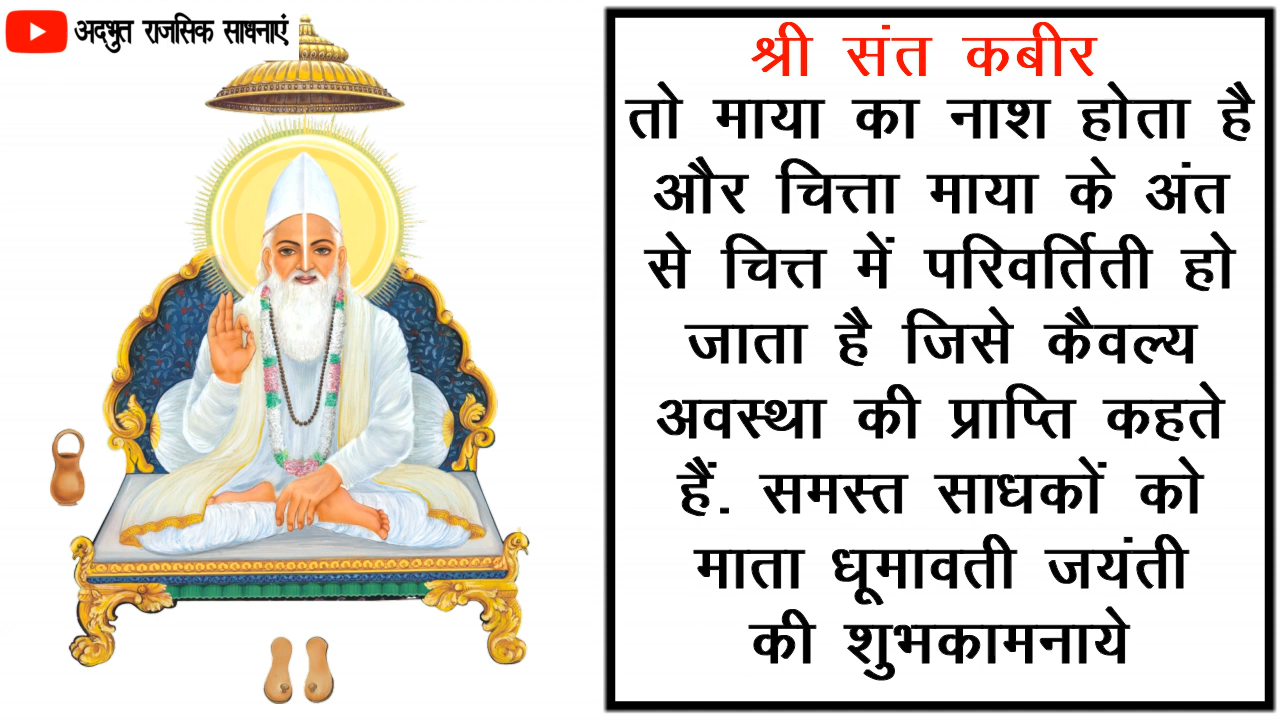 अदभुत राजसिक साधनाएं
श्री संत कबीर
तो माया का नाश होता है
और चित्ता माया के अंत
से चित्त में परिवर्तिती हो
जाता है जिसे कैवल्य
अवस्था की प्राप्ति कहते
हैं. समस्त साधकों को
माता धूमावती जयंती
की शुभकामनाये